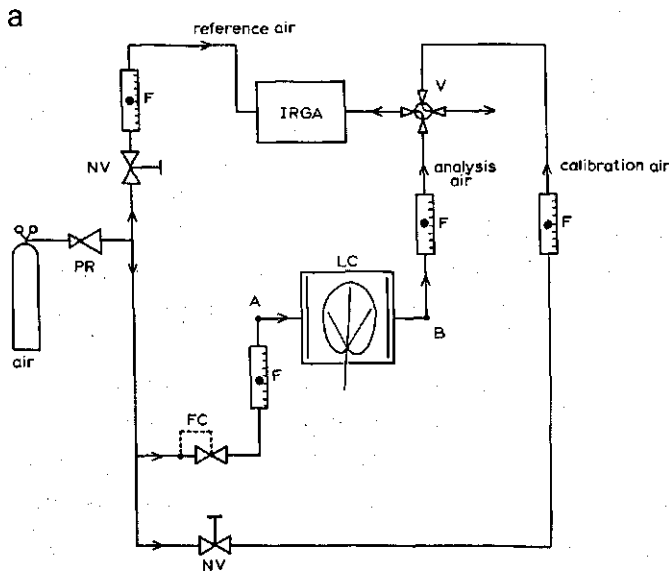 a
reference air
F
IRGA
V
NV
analysis
air
calibration air
F
F
PR
LC
A
B
air
F
FC
NV